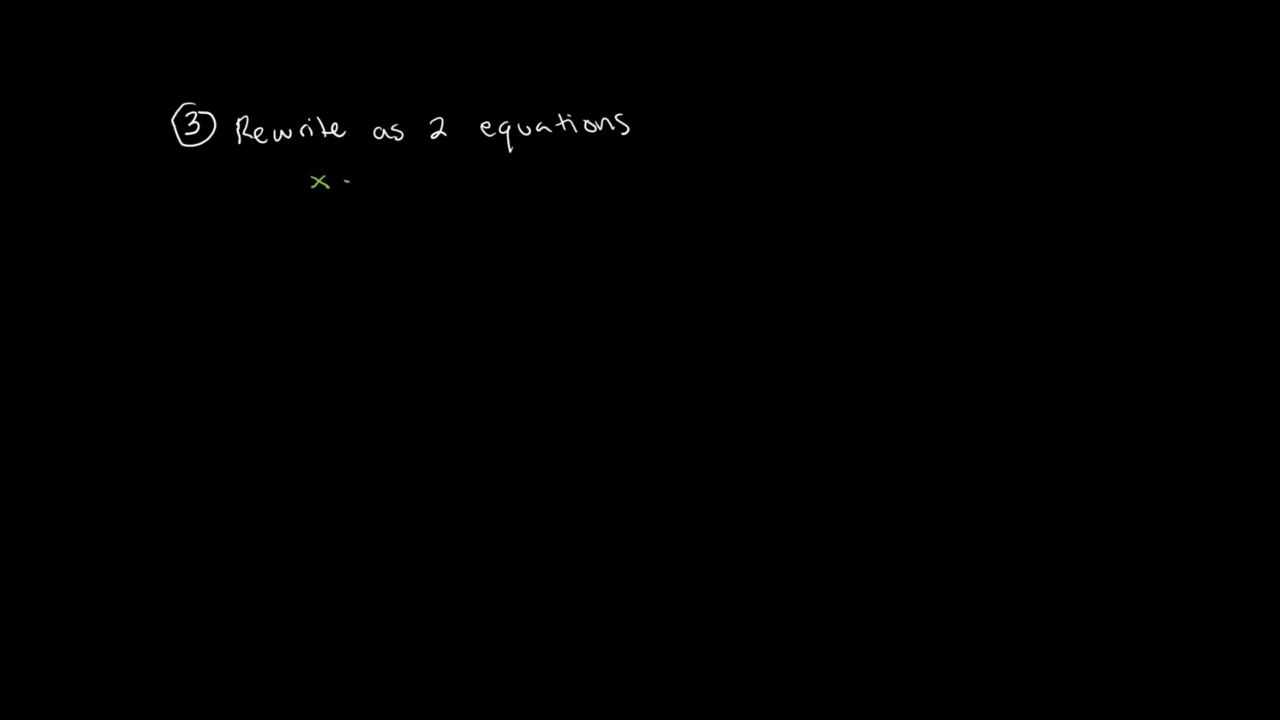 ③ Rewrite as 2 equations
x -